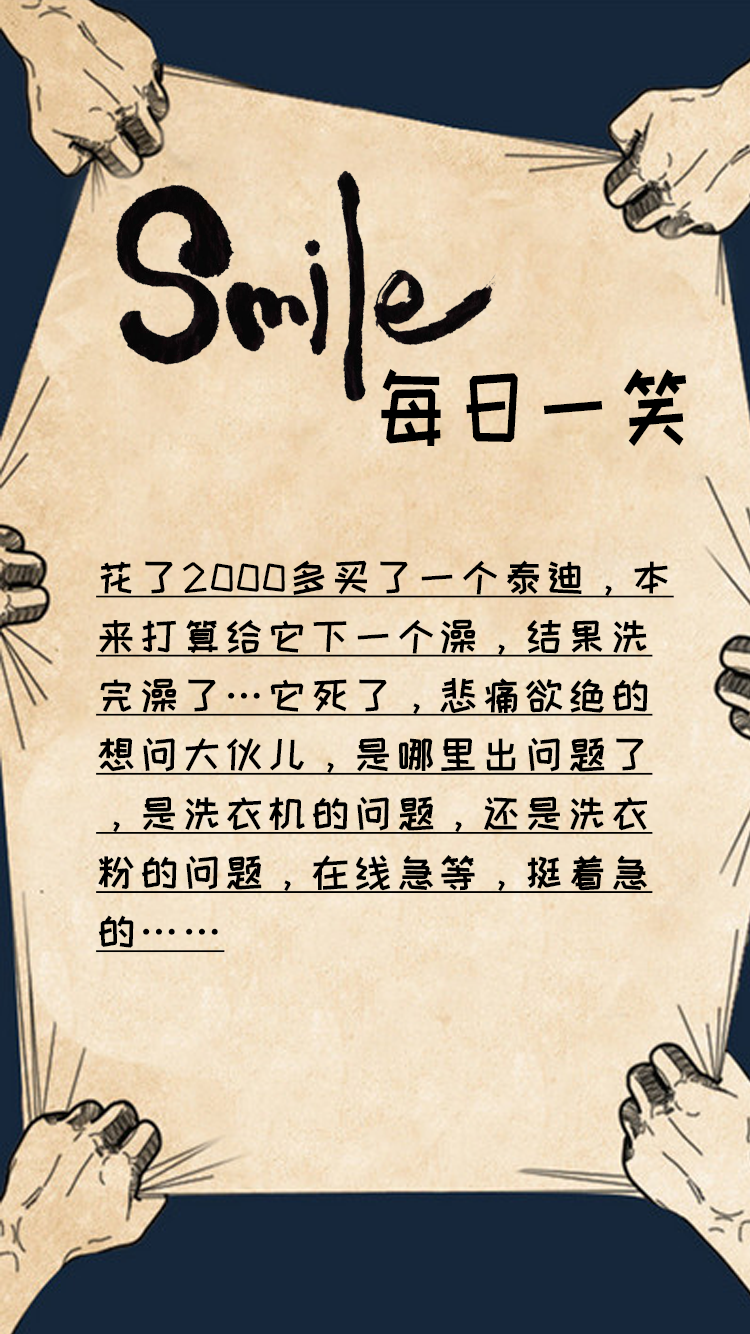 Smile
每日一笑
花了2000多买了一个泰迪，本
来打算给它下一个澡，结果洗
完澡了…它死了，悲痛欲绝的
想问大伙儿，是哪里出问题了
，是洗衣机的问题，还是洗衣
粉的问题，在线急等，挺着急
的……